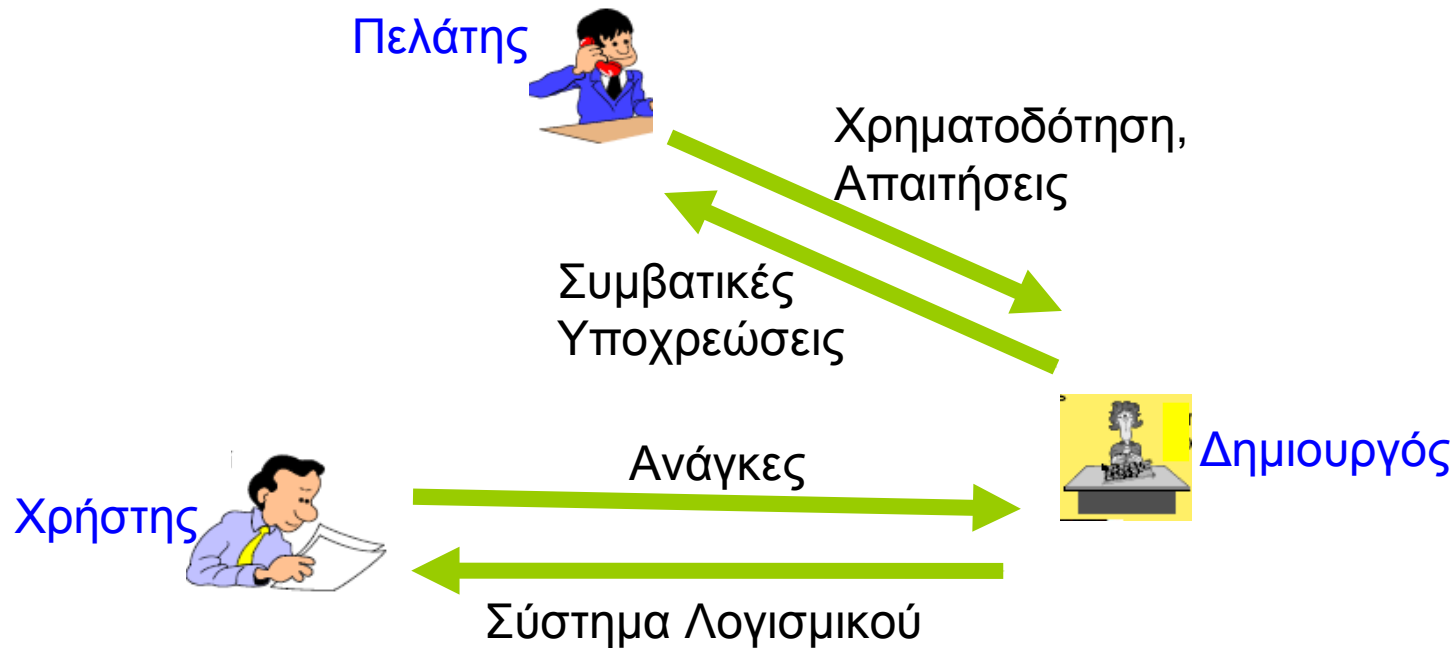 Πελάτης
Χρηματοδότηση,
Απαιτήσεις
Συμβατικές
Υποχρεώσεις
Ανάγκες
Δημιουργός
Χρήστης
Σύστημα Λογισμικού